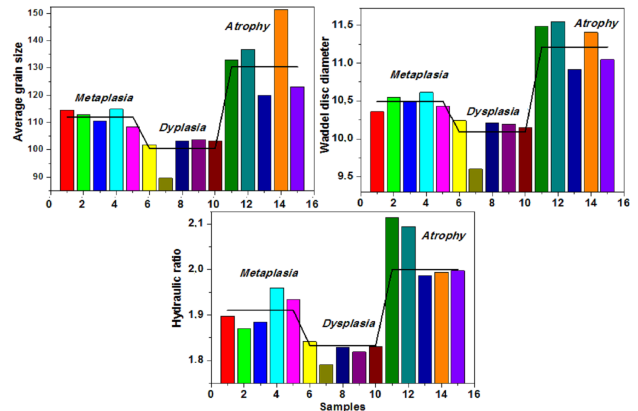 Average grain size
150
140
130
120
110
100
90
Metaplasia
Dyplasia
Atrophy
0 2 4 6 8 10 12 14 16
Waddel disc diameter
11.5
11.0
10.5
10.0
9.5
Metaplasia
Dysplasia
Atrophy
0 2 4 6 8 10 12 14 16
Hydraulic ratio
2.1
2.0
1.9
1.8
Metaplasia
Dysplasia
Atrophy
0 2 4 6 8 10 12 14 16
Samples